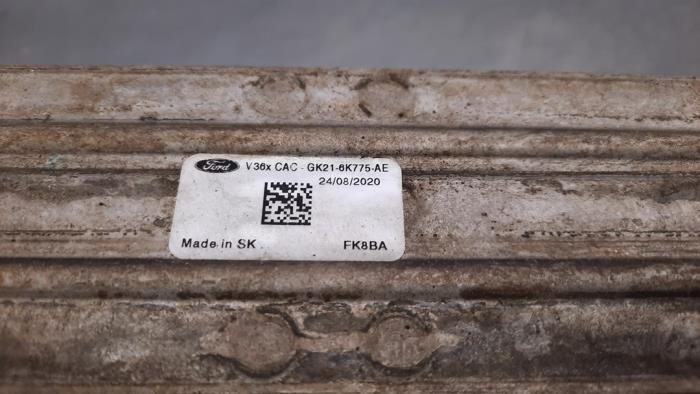 Ford V36x CAC - GK21-6K775-AE
24/08/2020
Made in SK FK8BA